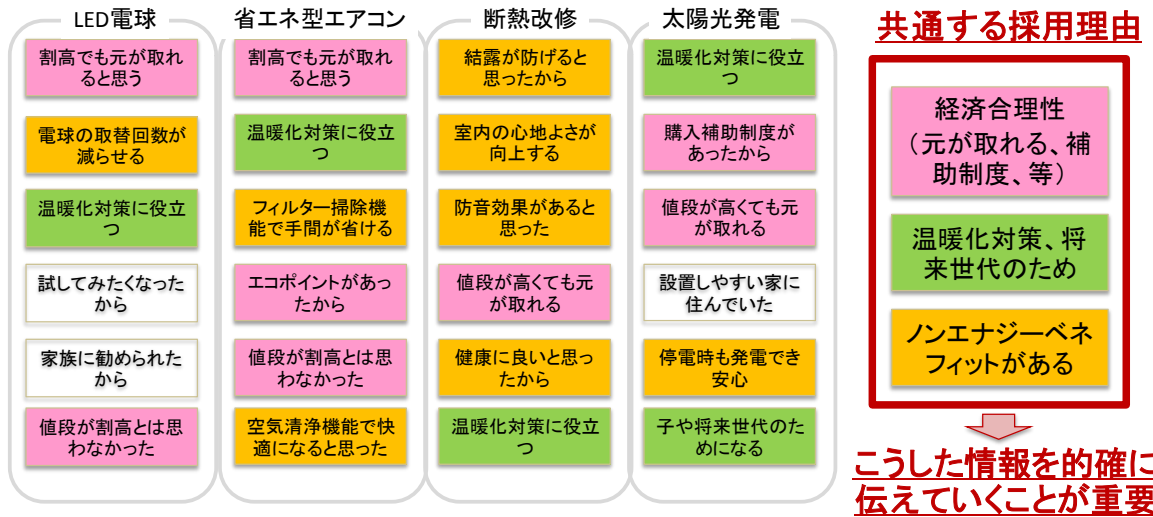 LED電球
割高でも元が取れ
ると思う
電球の取替回数が
減らせる
温暖化対策に役立
つ
試してみたくなった
から
家族に勧められた
から
値段が割高とは思
わなかった
省エネ型エアコン
割高でも元が取れ
ると思う
温暖化対策に役立
つ
フィルター掃除機
能で手間が省ける
エコポイントがあっ
たから
値段が割高とは思
わなかった
空気清浄機能で快
適になると思った
断熱改修
結露が防げると
思ったから
室内の心地よさが
向上する
防音効果があると
思った
値段が高くても元
が取れる
健康に良いと思っ
たから
温暖化対策に役立
つ
太陽光発電
温暖化対策に役立
つ
購入補助制度が
あったから
値段が高くても元
が取れる
設置しやすい家に
住んでいた
停電時も発電でき
安心
子や将来世代のた
めになる
共通する採用理由
経済合理性
（元が取れる、補
助制度、等）
温暖化対策、将
来世代のため
ノンエナジーベネ
フィットがある
こうした情報を的確に
伝えていくことが重要